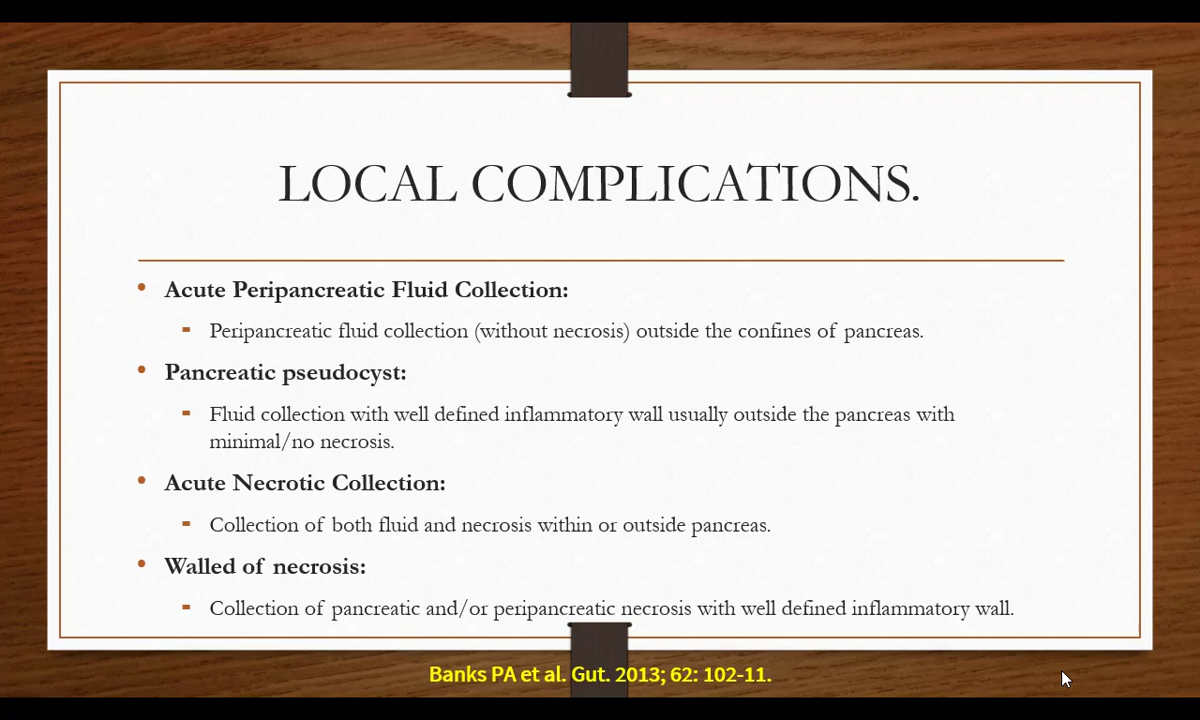 LOCAL COMPLICATIONS.
• Acute Peripancreatic Fluid Collection:
- Peripancreatic fluid collection (without necrosis) outside the confines of pancreas.
• Pancreatic pseudocyst:
- Fluid collection with well defined inflammatory wall usually outside the pancreas with
minimal/no necrosis.
• Acute Necrotic Collection:
- Collection of both fluid and necrosis within or outside pancreas.
• Walled of necrosis:
- Collection of pancreatic and/or peripancreatic necrosis with well defined inflammatory wall.
Banks PA et al. Gut. 2013; 62: 102-11.